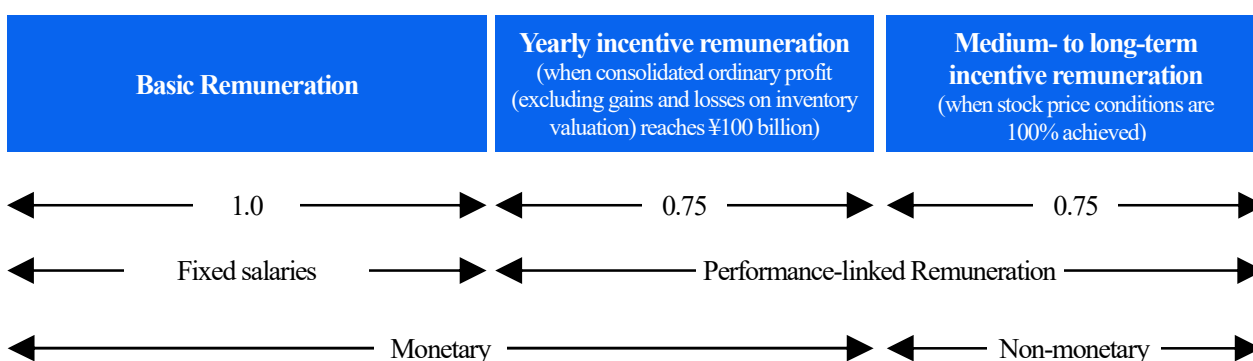 Basic Remuneration
Yearly incentive remuneration
(when consolidated ordinary profit
(excluding gains and losses on inventory
valuation) reaches ¥100 billion)
Medium- to long-term
incentive remuneration
(when stock price conditions are
100% achieved)
1.0
0.75
0.75
Fixed salaries
Performance-linked Remuneration
Monetary
Non-monetary